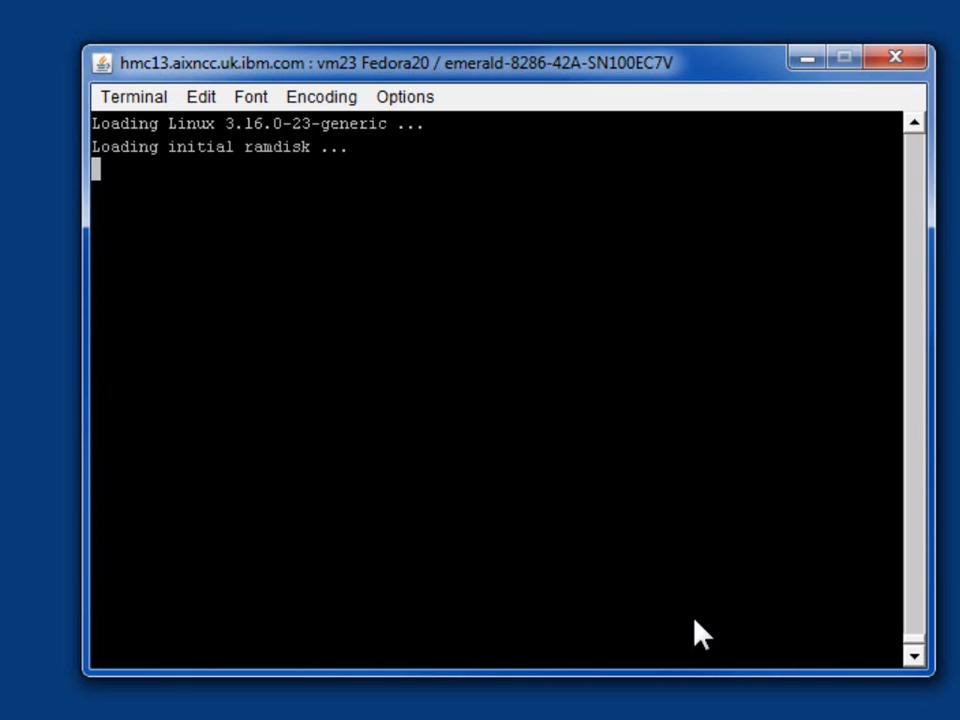 hmc13.aixncc.uk.ibm.com : vm23 Fedora20 / emerald-8286-42A-SN100EC7V
Terminal Edit Font Encoding Options
Loading Linux 3.16.0-23-generic ...
Loading initial ramdisk ...